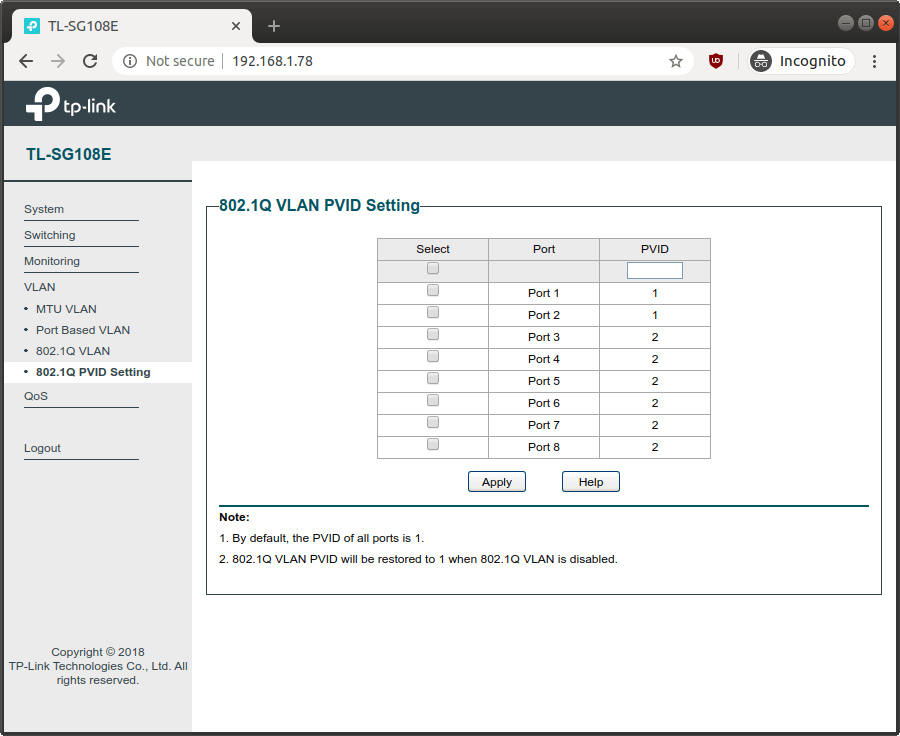 TL-SG108E
Not secure 192.168.1.78 Incognito
tp-link
TL-SG108E
System
Switching
Monitoring
VLAN
• MTU VLAN
• Port Based VLAN
• 802.1Q VLAN
• 802.1Q PVID Setting
QoS
Logout
Copyright © 2018
TP-Link Technologies Co., Ltd. All
rights reserved.
802.1Q VLAN PVID Setting
Select Port PVID
Port 1 1
Port 2 1
Port 3 2
Port 4 2
Port 5 2
Port 6 2
Port 7 2
Port 8 2
Apply Help
Note:
1. By default, the PVID of all ports is 1.
2. 802.1Q VLAN PVID will be restored to 1 when 802.1Q VLAN is disabled.